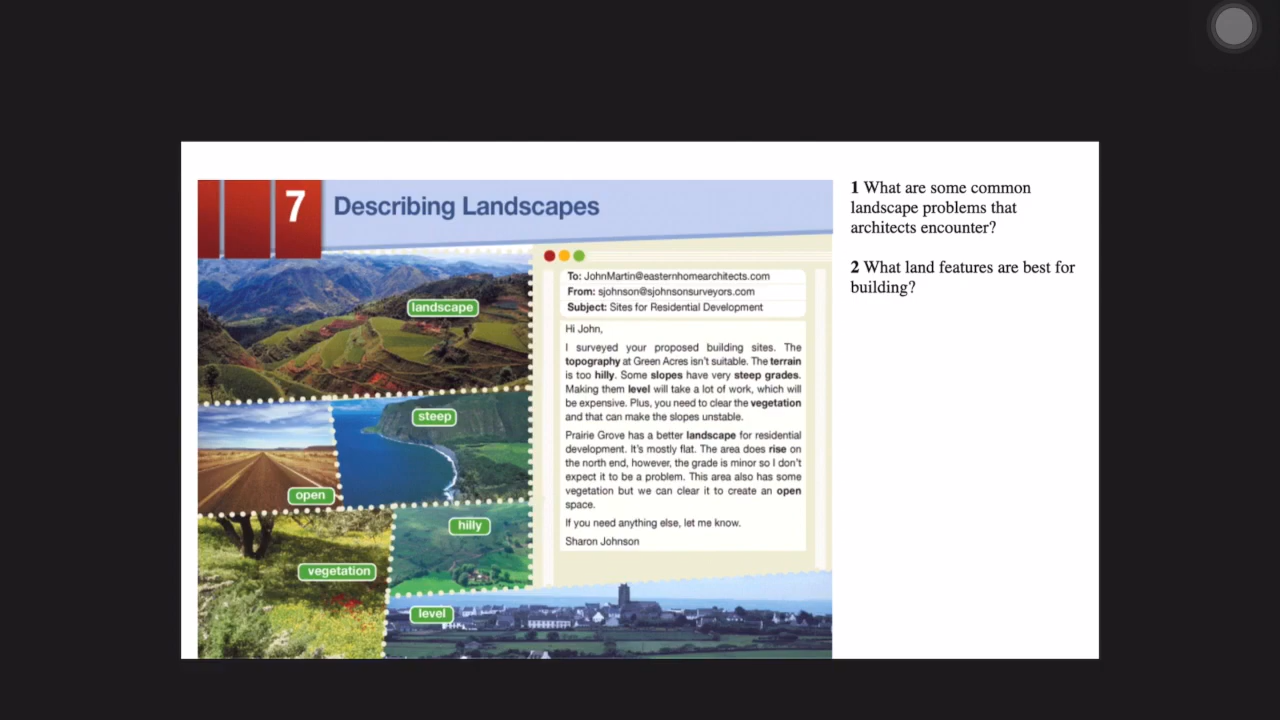 7
Describing Landscapes
landscape
steep
open
hilly
vegetation
level
To: JohnMartin@easternhomearchitects.com
From: sjohnson@sjohnsonsurveyors.com
Subject: Sites for Residential Development
Hi John,
I surveyed your proposed building sites. The
topography at Green Acres isn't suitable. The terrain
is too hilly. Some slopes have very steep grades.
Making them level will take a lot of work, which will
be expensive. Plus, you need to clear the vegetation
and that can make the slopes unstable.
Prairie Grove has a better landscape for residential
development. It's mostly flat. The area does rise on
the north end, however, the grade is minor so I don't
expect it to be a problem. This area also has some
vegetation but we can clear it to create an open
space.
If you need anything else, let me know.
Sharon Johnson
1 What are some common
landscape problems that
architects encounter?
2 What land features are best for
building?